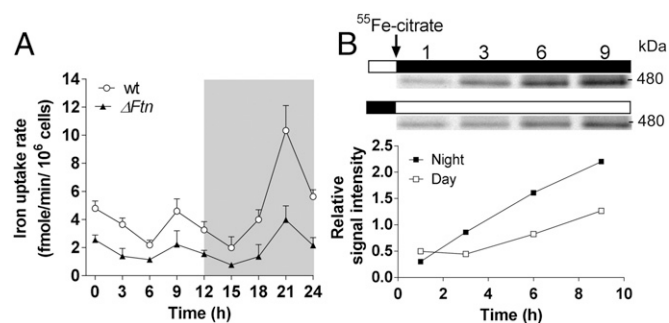 A
Iron uptake rate
(fmole/min/ 10⁶ cells)
14
12
10
8
6
4
2
0
wt
ΔFtn
0 3 6 9 12 15 18 21 24
Time (h)
B
⁵⁵Fe-citrate
1 3 6 9 kDa
480
480
Relative
signal intensity
2.5
2.0
1.5
1.0
0.5
0.0
Night
Day
0 2 4 6 8 10
Time (h)